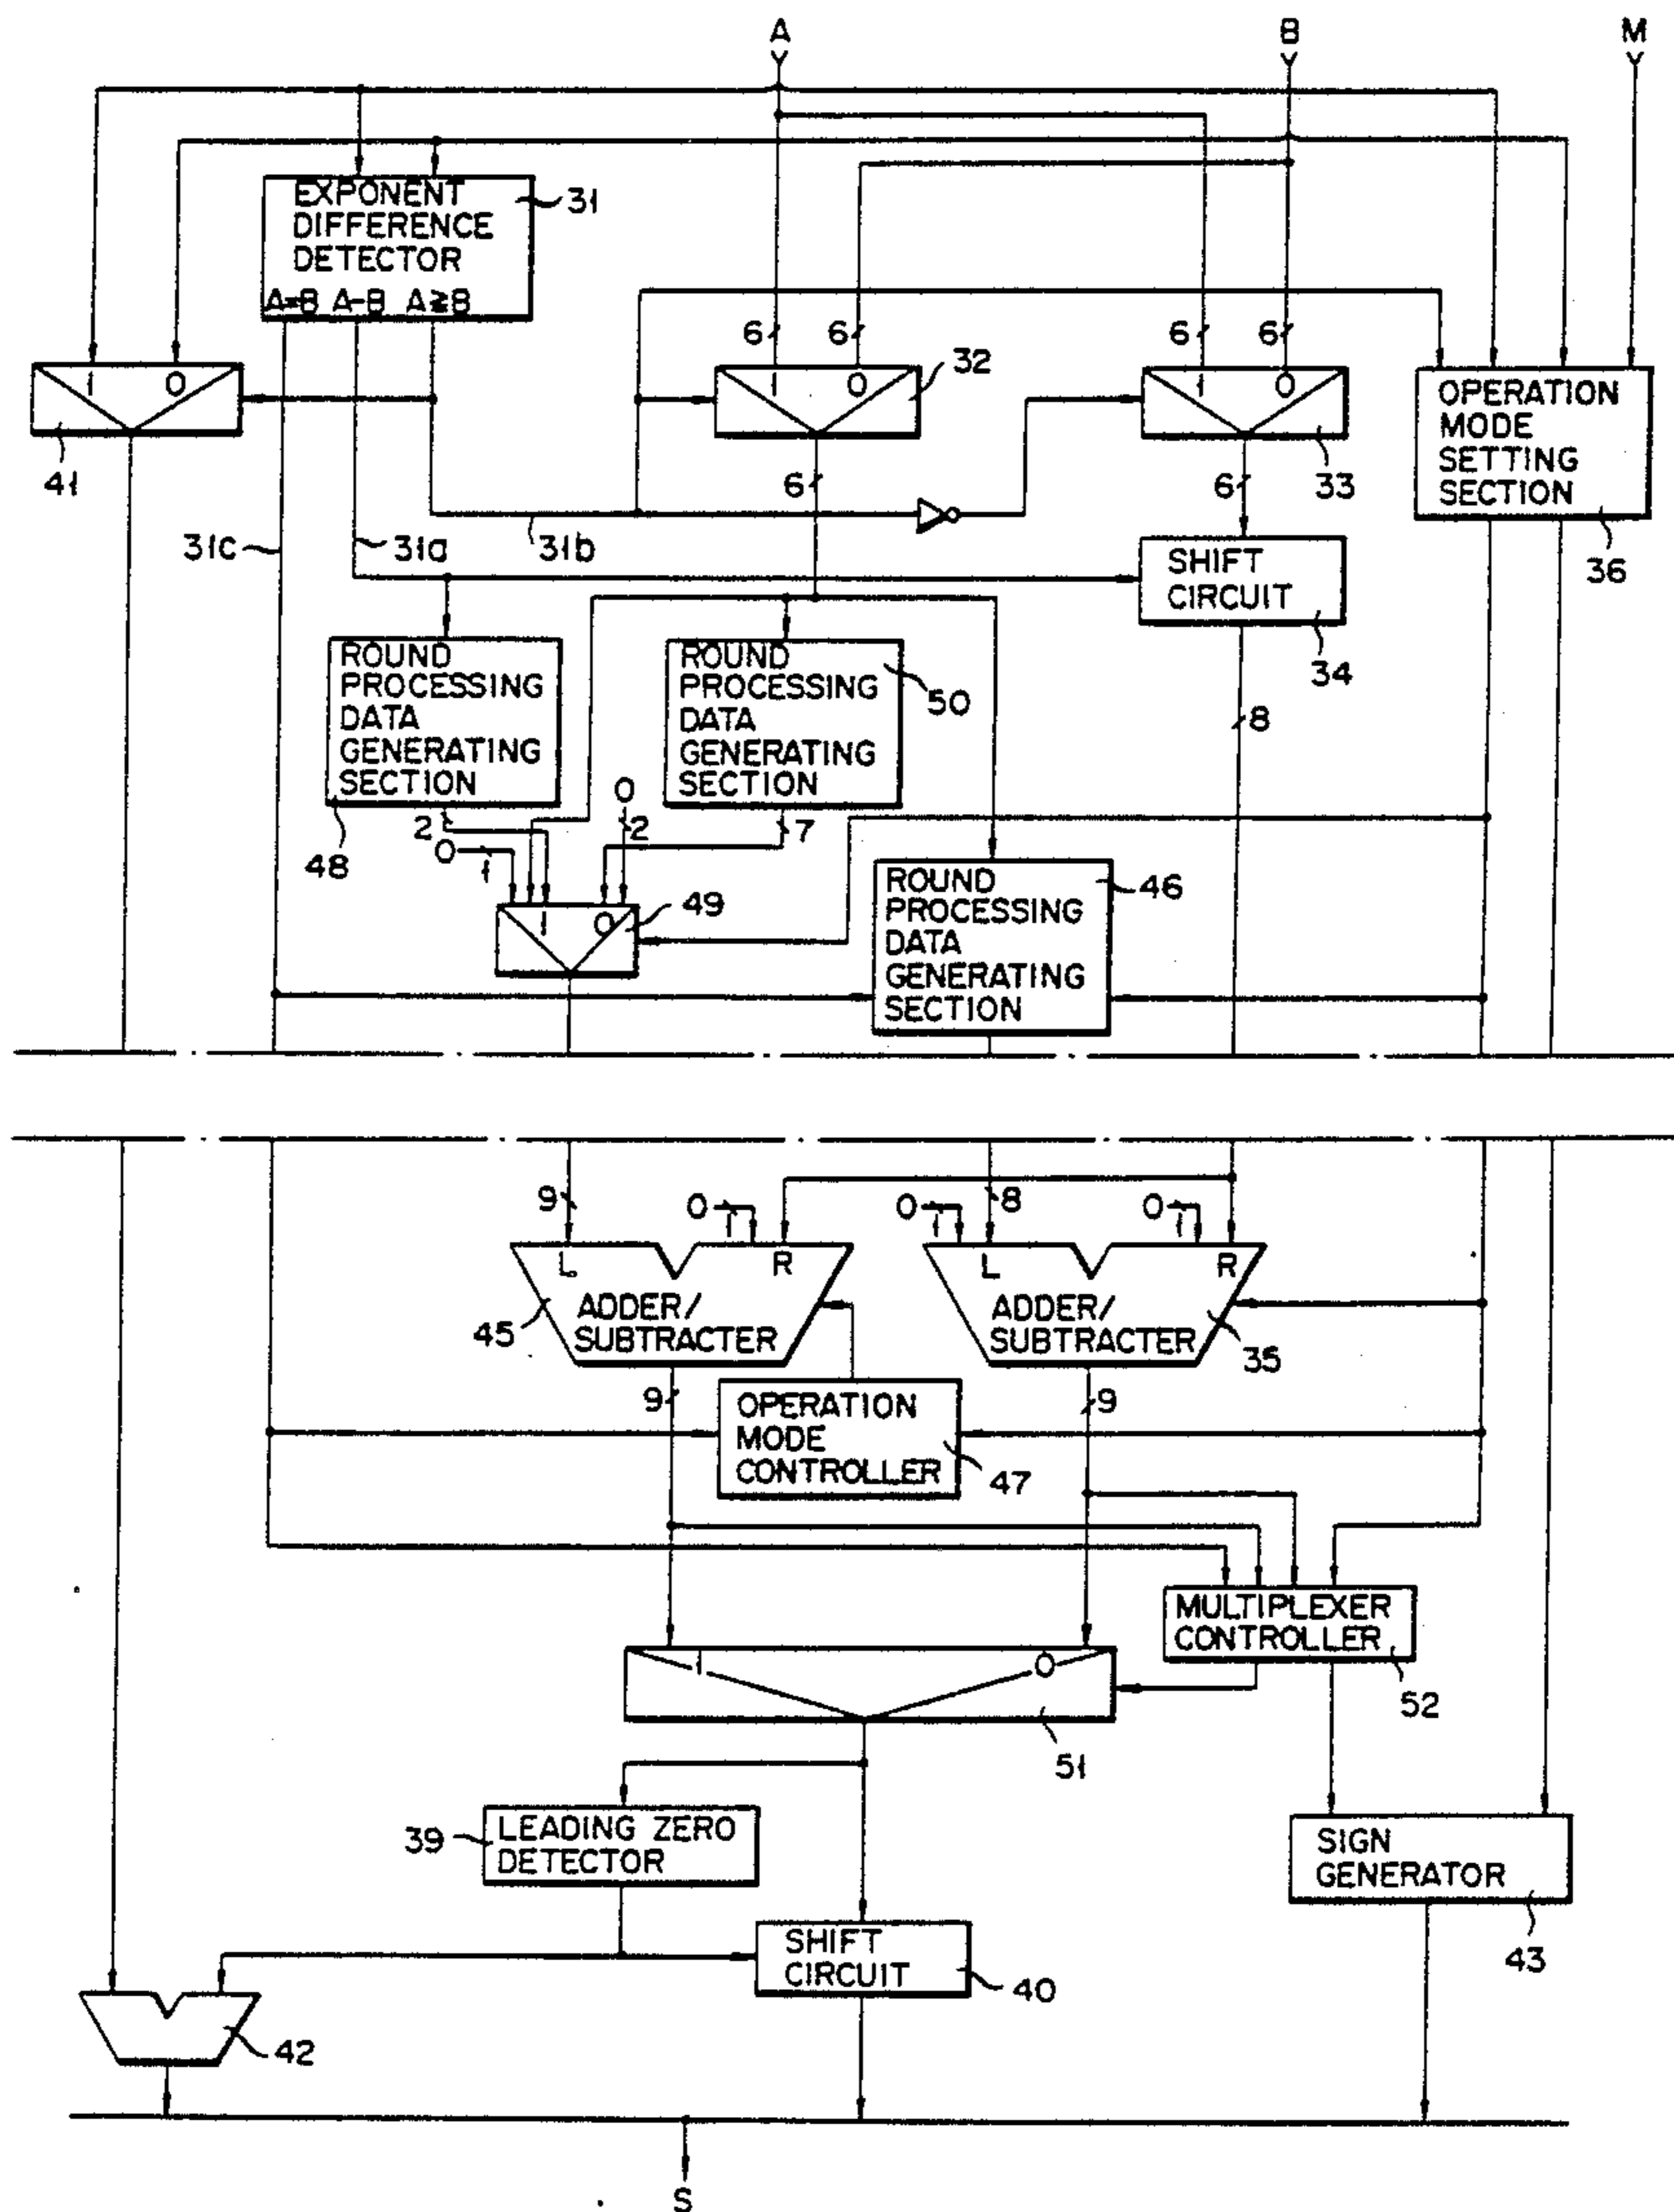 A B M
EXPONENT
DIFFERENCE
DETECTOR
A=B A-B A≧B
31
1 0
41
6 6
1 0
32
6 6
1 0
33
OPERATION
MODE
SETTING
SECTION
36
6
6
31c 31a 31b
SHIFT
CIRCUIT
34
ROUND
PROCESSING
DATA
GENERATING
SECTION
48
ROUND
PROCESSING
DATA
GENERATING
SECTION
50
8
2
0
1
0
2
7
1 0
49
ROUND
PROCESSING
DATA
GENERATING
SECTION
46
9
0
1
0
1
8
0
1
L R
ADER/
SUBTRACTER
45
L R
ADDER/
SUBTRACTER
35
9
9
OPERATION
MODE
CONTROLLER
47
MULTIPLEXER
CONTROLLER
52
1 0
51
LEADING ZERO
DETECTOR
39
SIGN
GENERATOR
43
SHIFT
CIRCUIT
40
42
S